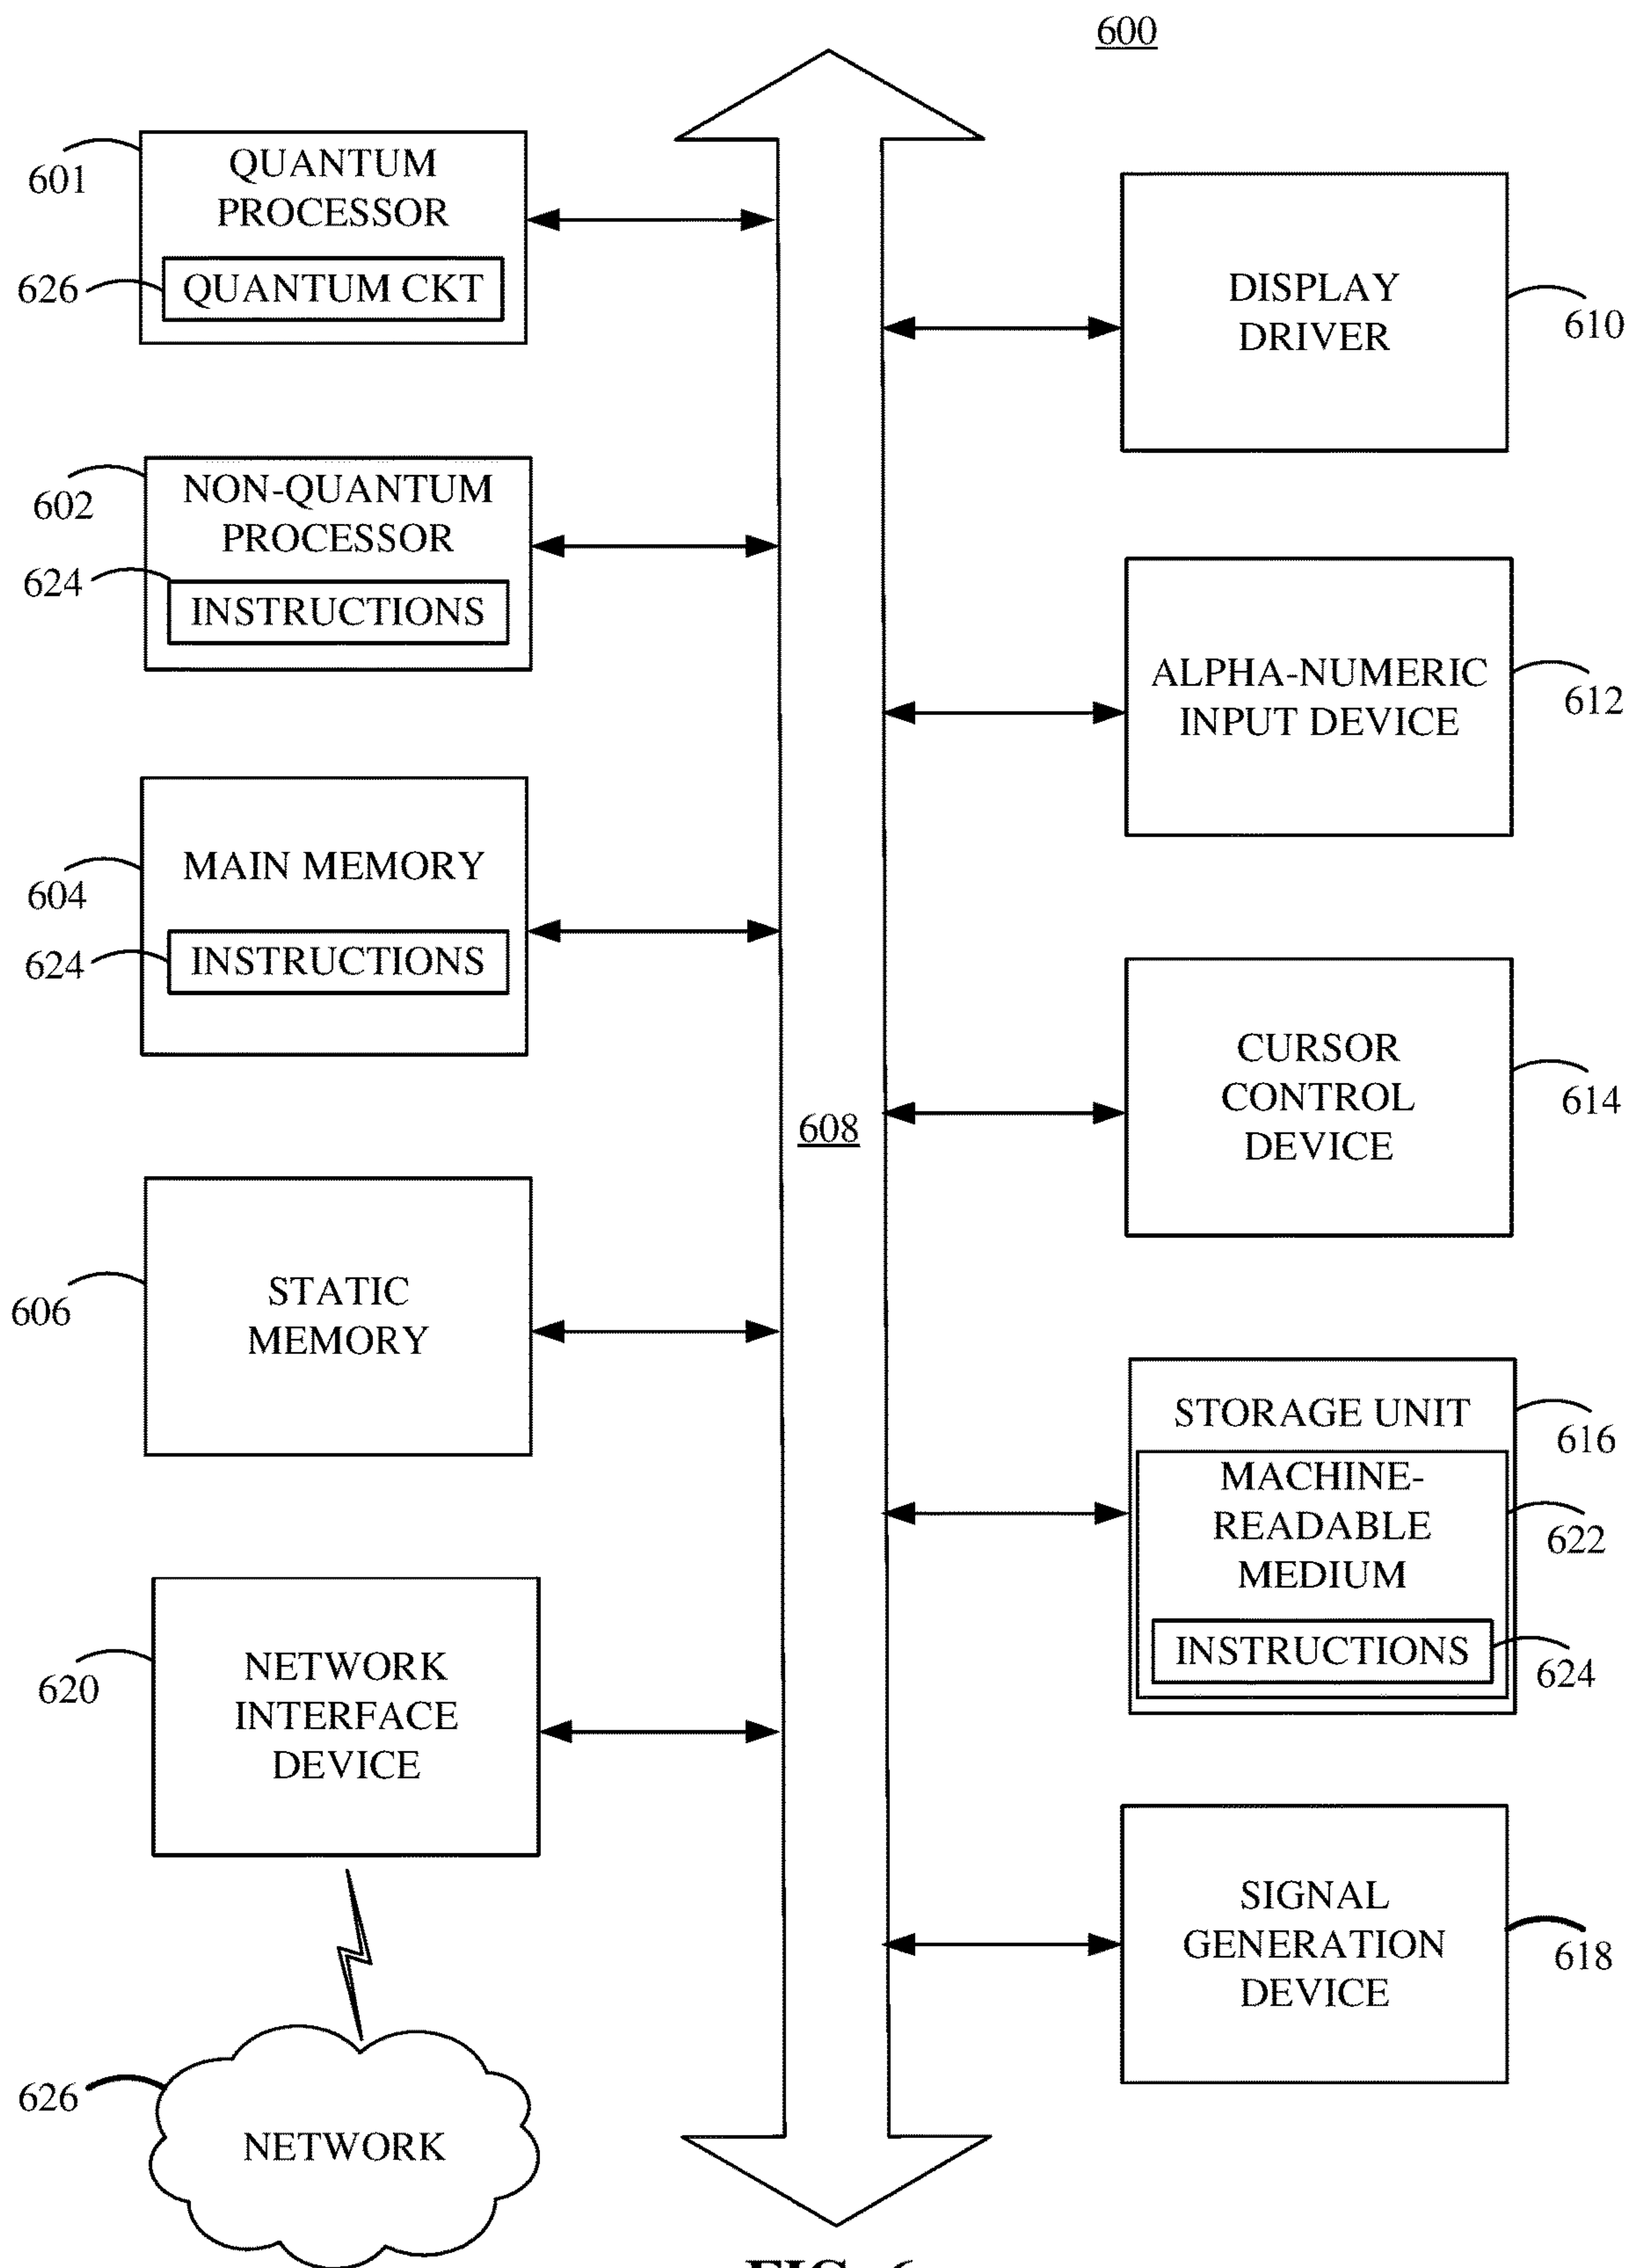 600
601
QUANTUM
PROCESSOR
626
QUANTUM CKT
602
NON-QUANTUM
PROCESSOR
624
INSTRUCTIONS
604
MAIN MEMORY
624
INSTRUCTIONS
606
STATIC
MEMORY
620
NETWORK
INTERFACE
DEVICE
626
NETWORK
608
DISPLAY
DRIVER
610
ALPHA-NUMERIC
INPUT DEVICE
612
CURSOR
CONTROL
DEVICE
614
STORAGE UNIT
616
MACHINE-
READABLE
MEDIUM
622
INSTRUCTIONS
624
SIGNAL
GENERATION
DEVICE
618
FIG. 6